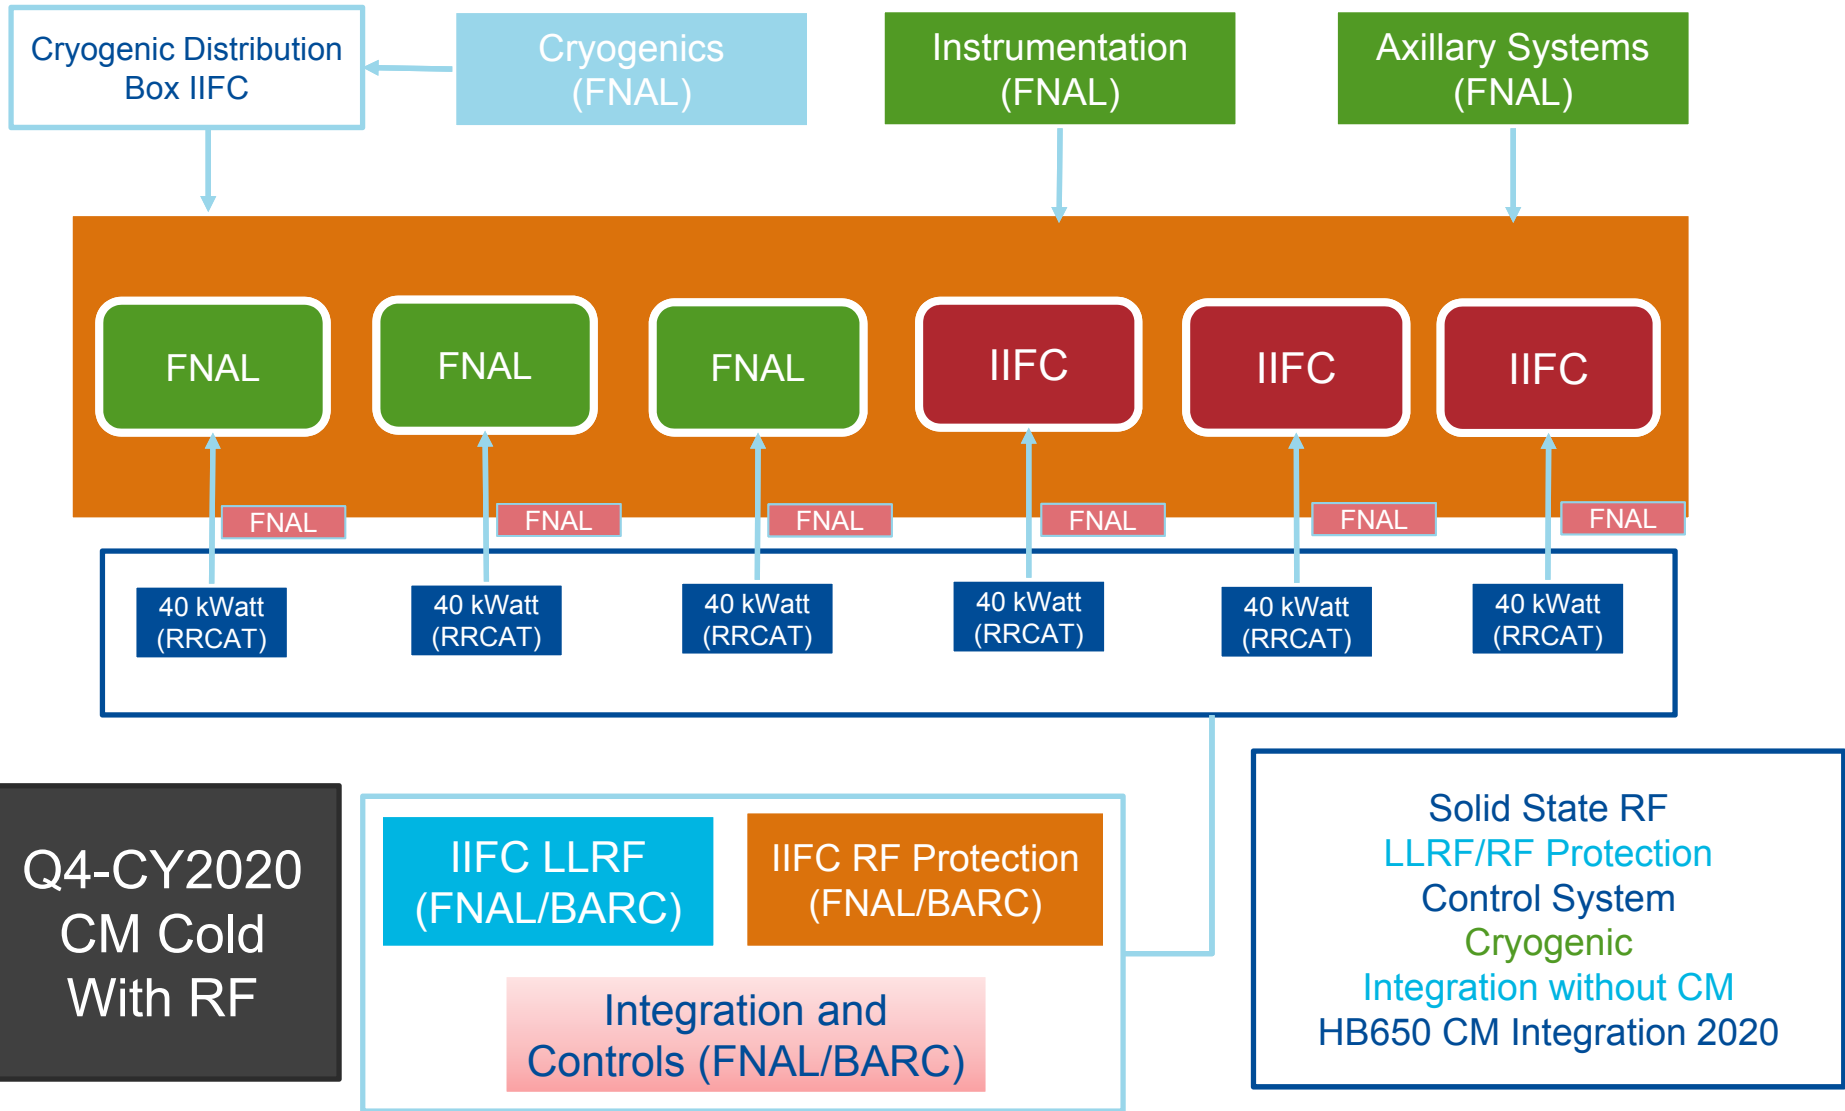 Cryogenic Distribution
Box IIFC
Cryogenics
(FNAL)
Instrumentation
(FNAL)
Axillary Systems
(FNAL)
FNAL
FNAL
FNAL
IIFC
IIFC
IIFC
FNAL
FNAL
FNAL
FNAL
FNAL
FNAL
40 kWatt
(RRCAT)
40 kWatt
(RRCAT)
40 kWatt
(RRCAT)
40 kWatt
(RRCAT)
40 kWatt
(RRCAT)
40 kWatt
(RRCAT)
Q4-CY2020
CM Cold
With RF
IIFC LLRF
(FNAL/BARC)
IIFC RF Protection
(FNAL/BARC)
Integration and
Controls (FNAL/BARC)
Solid State RF
LLRF/RF Protection
Control System
Cryogenic
Integration without CM
HB650 CM Integration 2020